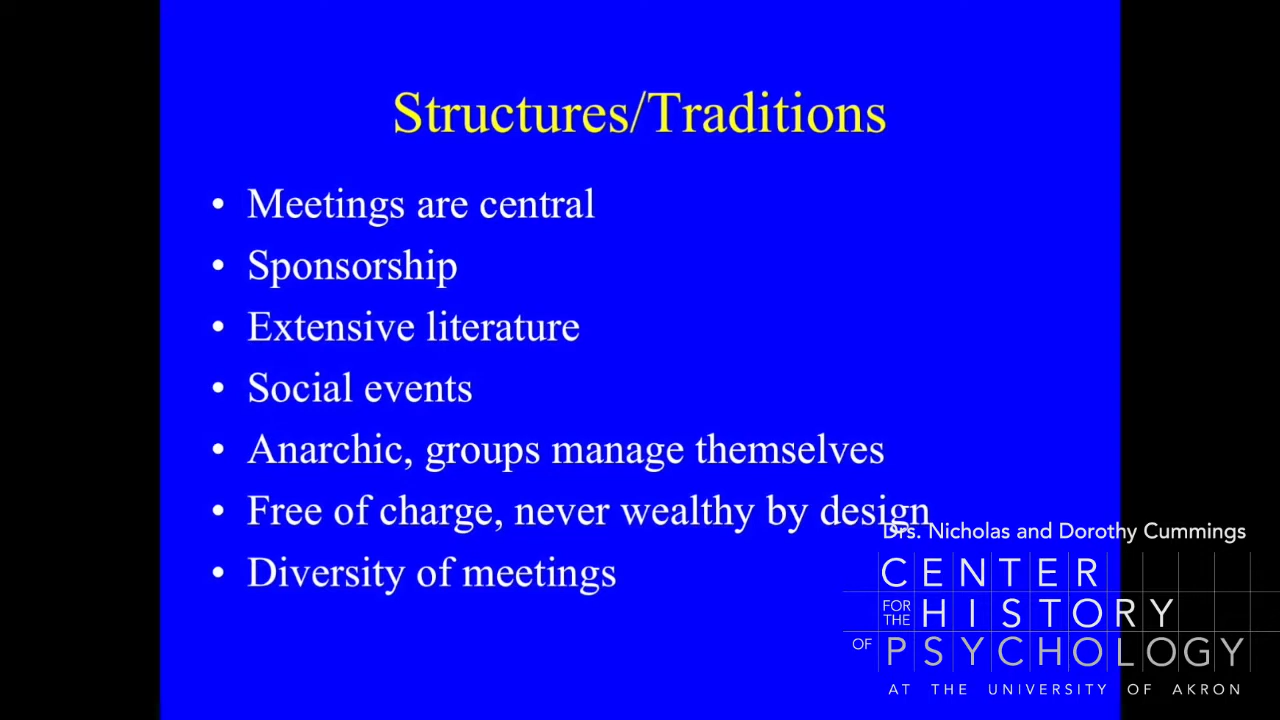 Structures/Traditions
• Meetings are central
• Sponsorship
• Extensive literature
• Social events
• Anarchic, groups manage themselves
• Free of charge, never wealthy by design
• Diversity of meetings
Drs. Nicholas and Dorothy Cummings
CENTER
FOR THE HISTORY
OF PSYCHOLOGY
AT THE UNIVERSITY OF AKRON